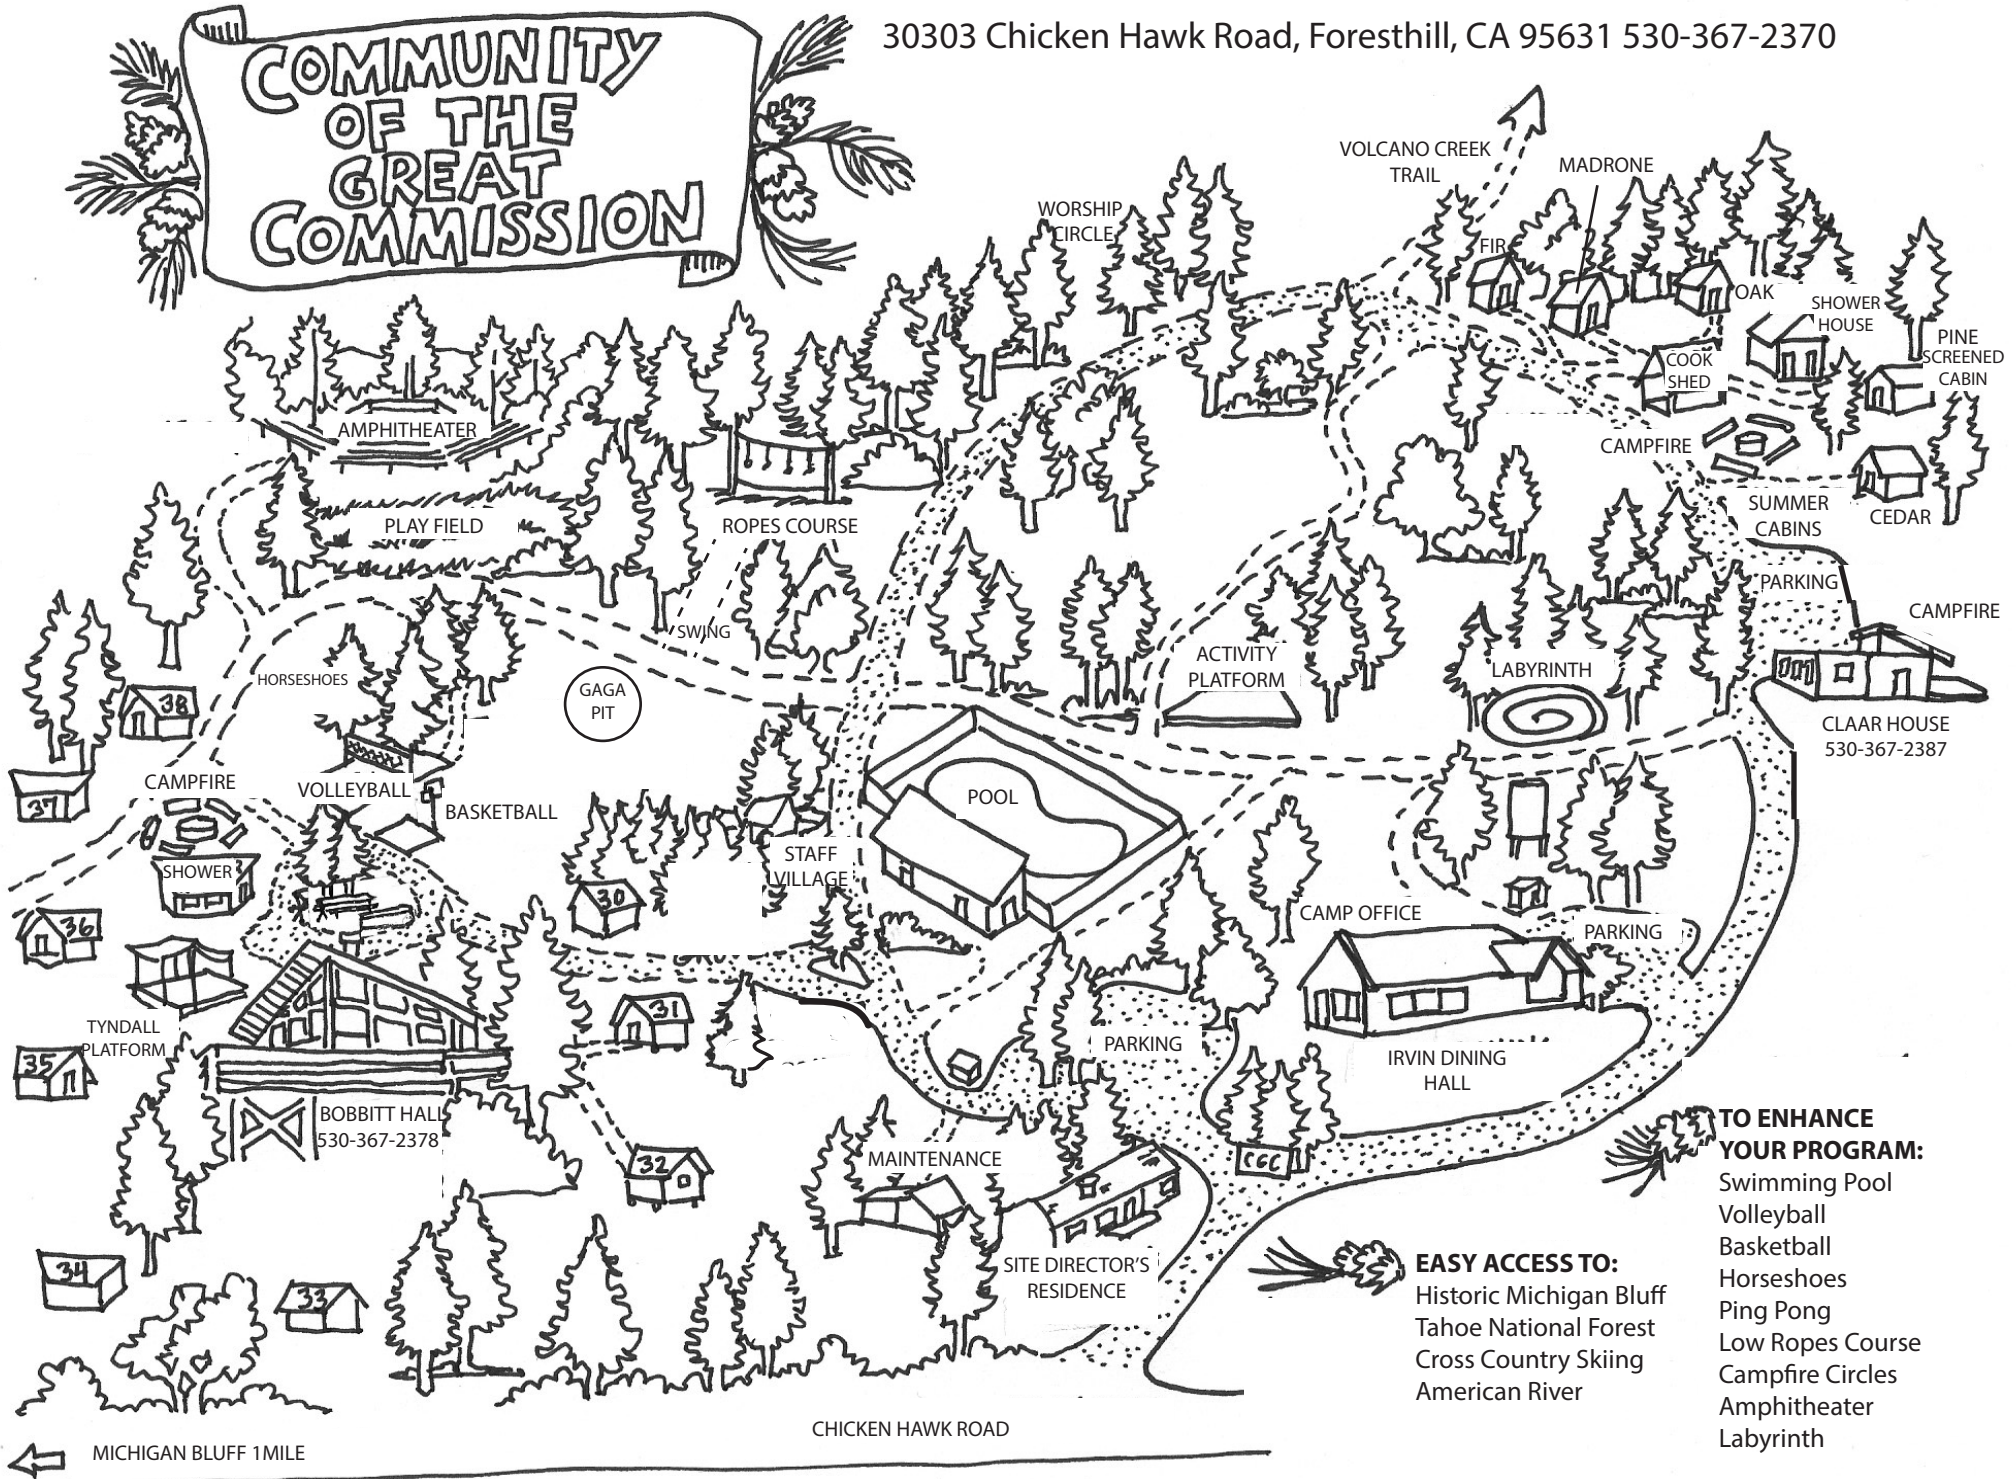 COMMUNITY
OF THE
GREAT
COMMISSION
30303 Chicken Hawk Road, Foresthill, CA 95631 530-367-2370
VOLCANO CREEK
TRAIL
MADRONE
WORSHIP
CIRCLE
FIR
OAK
SHOWER
HOUSE
PINE
SCREENED
CABIN
COOK
SHED
AMPHITHEATER
CAMPFIRE
SUMMER
CABINS
CEDAR
PLAY FIELD
ROPES COURSE
PARKING
CAMPFIRE
SWING
HORSESHOES
GAGA
PIT
ACTIVITY
PLATFORM
LABYRINTH
38
CLAAR HOUSE
530-367-2387
37
CAMPFIRE
VOLLEYBALL
BASKETBALL
POOL
STAFF
VILLAGE
SHOWER
30
36
CAMP OFFICE
PARKING
31
TYNDALL
PLATFORM
35
PARKING
IRVIN DINING
HALL
BOBBITT HALL
530-367-2378
32
MAINTENANCE
CGC
34
33
SITE DIRECTOR'S
RESIDENCE
EASY ACCESS TO:
Historic Michigan Bluff
Tahoe National Forest
Cross Country Skiing
American River
TO ENHANCE
YOUR PROGRAM:
Swimming Pool
Volleyball
Basketball
Horseshoes
Ping Pong
Low Ropes Course
Campfire Circles
Amphitheater
Labyrinth
CHICKEN HAWK ROAD
MICHIGAN BLUFF 1MILE